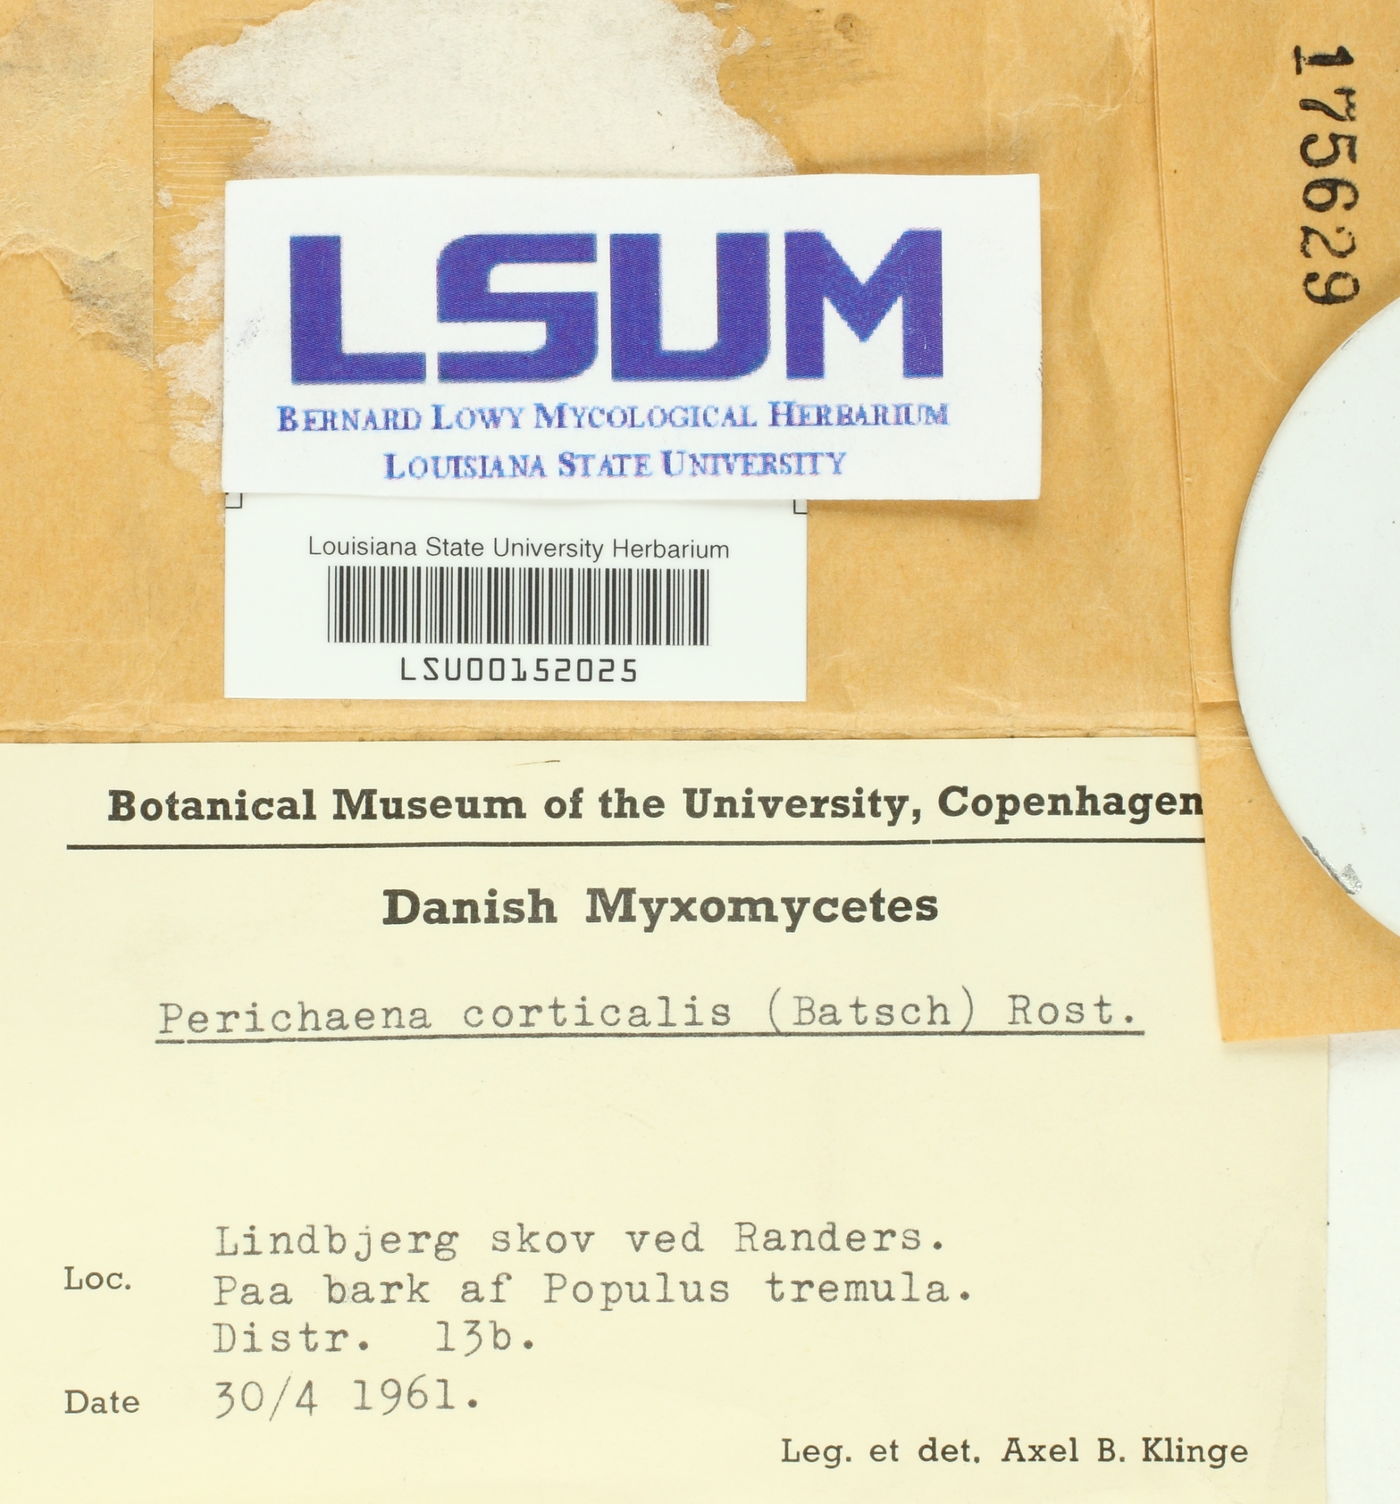 175629
LSUM
BERNARD LOWY MYCOLOGICAL HERBARIUM
LOUISIANA STATE UNIVERSITY
Louisiana State University Herbarium
LSU00152025
Botanical Museum of the University, Copenhagen
Danish Myxomycetes
Perichaena corticalis (Batsch) Rost.
Lindbjerg skov ved Randers.
Loc. Paa bark af Populus tremula.
Distr. 13b.
Date 30/4 1961.
Leg. et det. Axel B. Klinge